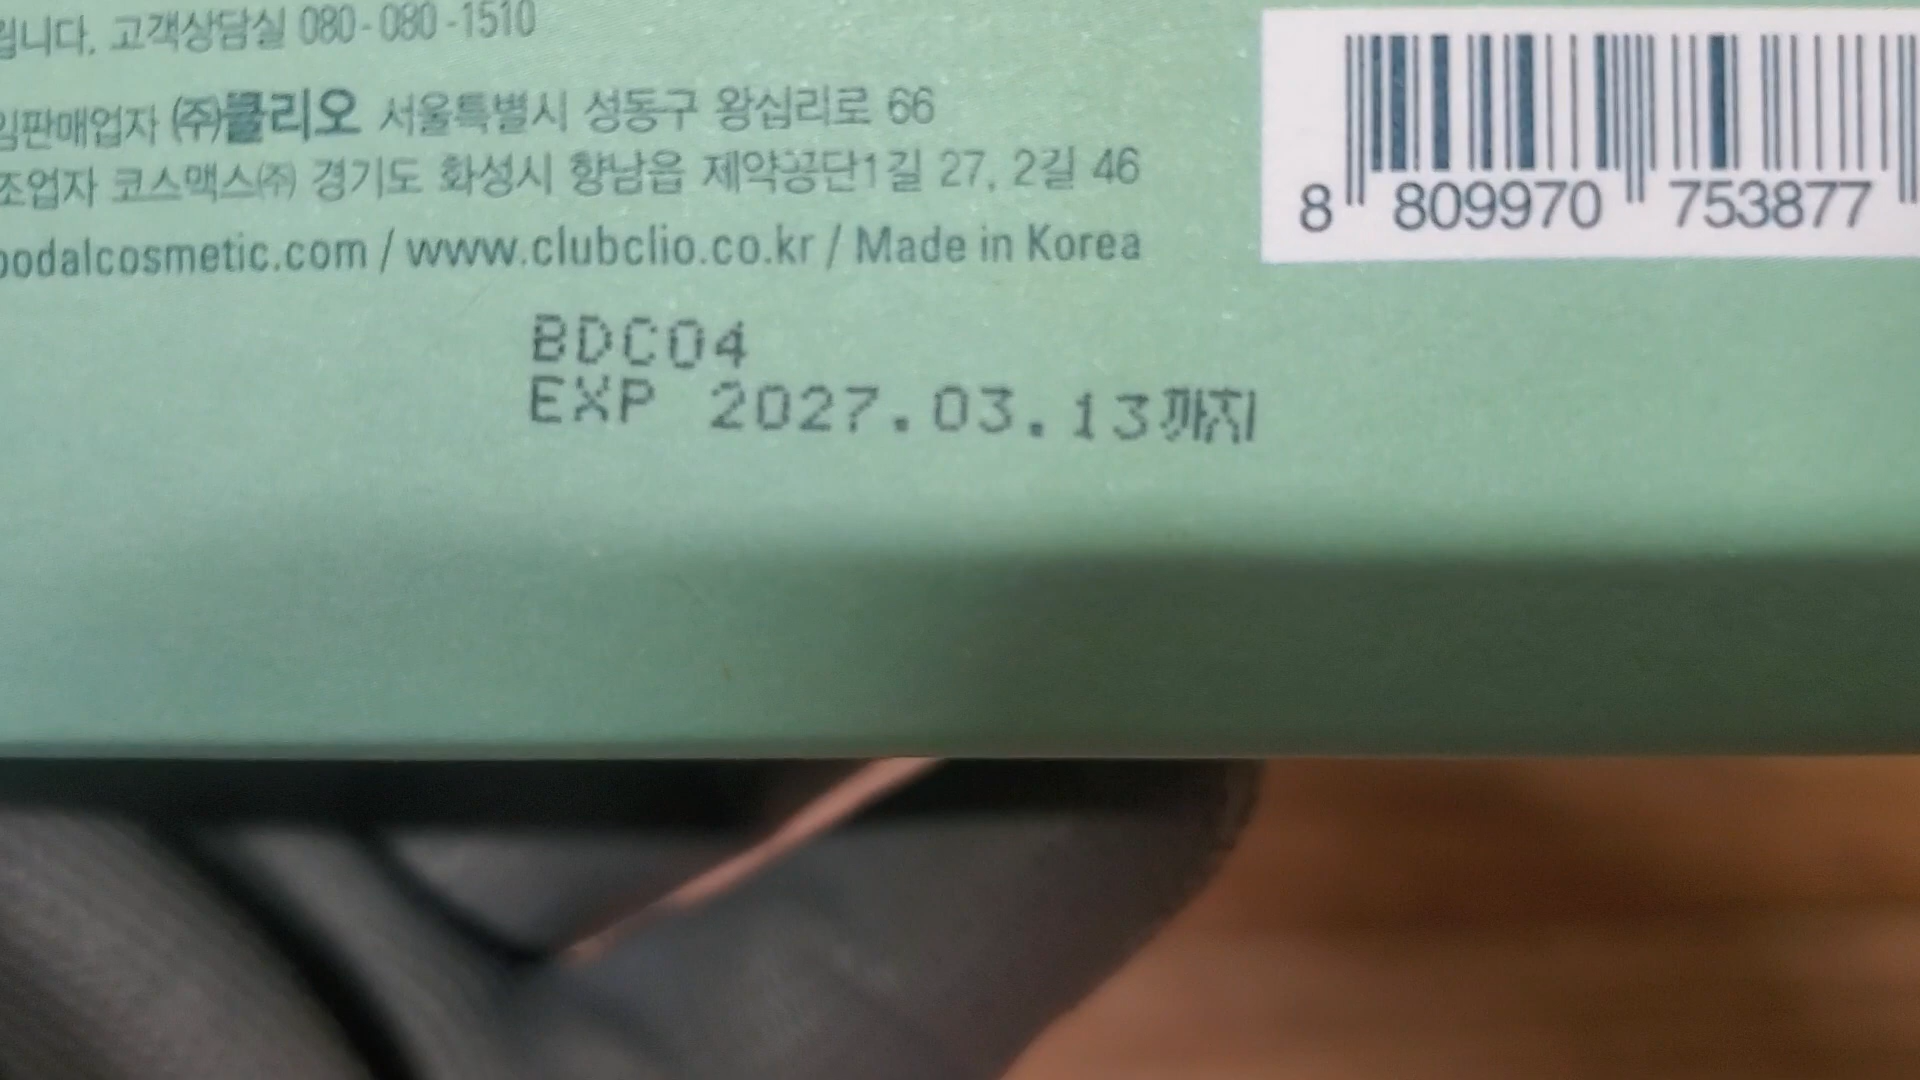 니다. 고객상담실 080-080-1510
임판매업자 (주)클리오 서울특별시 성동구 왕십리로 66
조업자 코스맥스㈜ 경기도 화성시 향남읍 제약공단1길 27, 2길 46
oodalcosmetic.com / www.clubclio.co.kr / Made in Korea
8 809970 753877
BDC04
EXP 2027.03.13까지